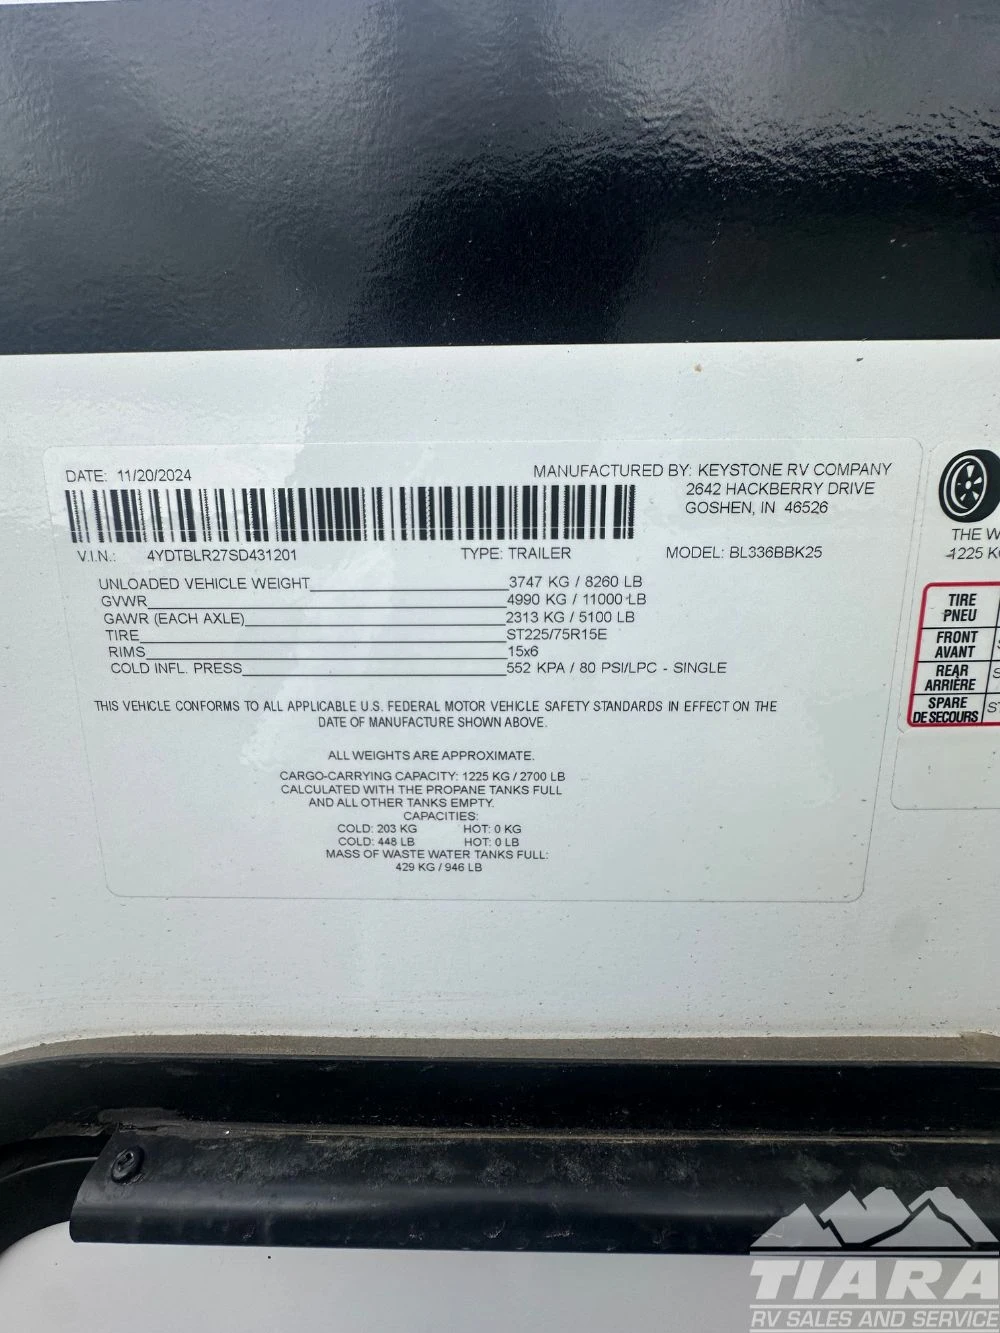 DATE: 11/20/2024
MANUFACTURED BY: KEYSTONE RV COMPANY
2642 HACKBERRY DRIVE
GOSHEN, IN 46526
V.I.N.: 4YDTBLR27SD431201 TYPE: TRAILER MODEL: BL336BBK25
UNLOADED VEHICLE WEIGHT 3747 KG / 8260 LB
GVWR 4990 KG / 11000 LB
GAWR (EACH AXLE) 2313 KG / 5100 LB
TIRE ST225/75R15E
RIMS 15x6
COLD INFL. PRESS 552 KPA / 80 PSI/LPC - SINGLE
THIS VEHICLE CONFORMS TO ALL APPLICABLE U.S. FEDERAL MOTOR VEHICLE SAFETY STANDARDS IN EFFECT ON THE
DATE OF MANUFACTURE SHOWN ABOVE.
ALL WEIGHTS ARE APPROXIMATE.
CARGO-CARRYING CAPACITY: 1225 KG / 2700 LB
CALCULATED WITH THE PROPANE TANKS FULL
AND ALL OTHER TANKS EMPTY.
CAPACITIES:
COLD: 203 KG HOT: 0 KG
COLD: 448 LB HOT: 0 LB
MASS OF WASTE WATER TANKS FULL:
429 KG / 946 LB
THE W
1225 K
TIRE
PNEU
FRONT
AVANT
REAR
ARRIÈRE
SPARE
DE SECOURS
TIARA
RV SALES AND SERVICE